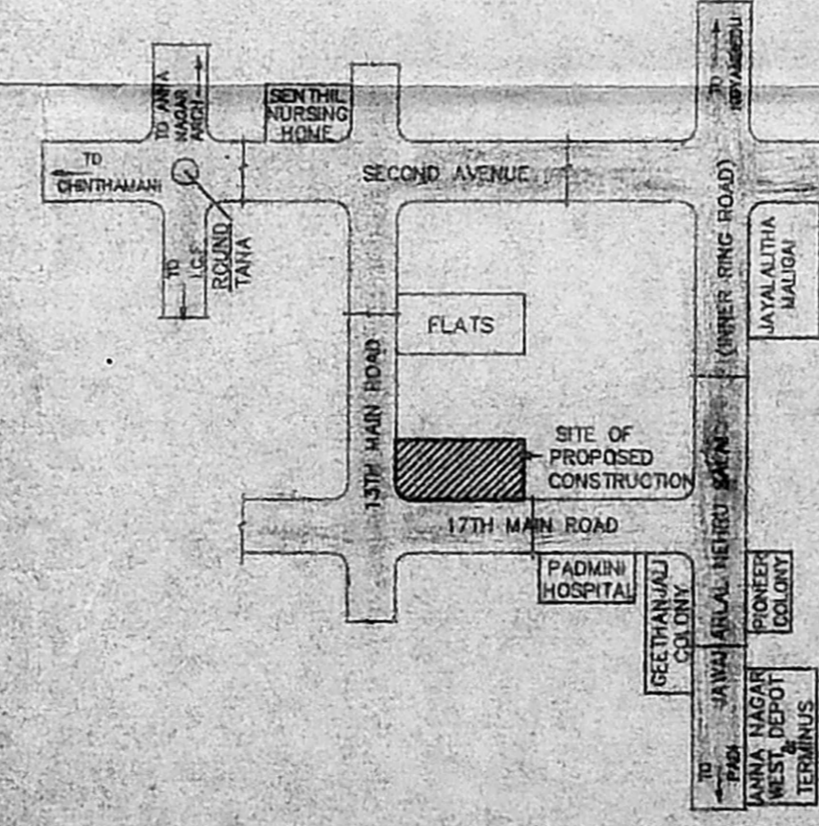 TO ANNA
NAGAR
ARCH
SENTHIL
NURSING
HOME
TO
KOYAMBEDU
TO
CHINTHAMANI
SECOND AVENUE
TO
I.C.F
ROUND
TANA
(INNER RING ROAD)
JAYALALITHA
MALIGAI
FLATS
13TH MAIN ROAD
SITE OF
PROPOSED
CONSTRUCTION
17TH MAIN ROAD
PADMINI
HOSPITAL
GEETHANJALI
COLONY
JAWAHARLAL NEHRU
PIONEER
COLONY
TO
PADI
ANNA NAGAR
WEST DEPOT
&
TERMINUS